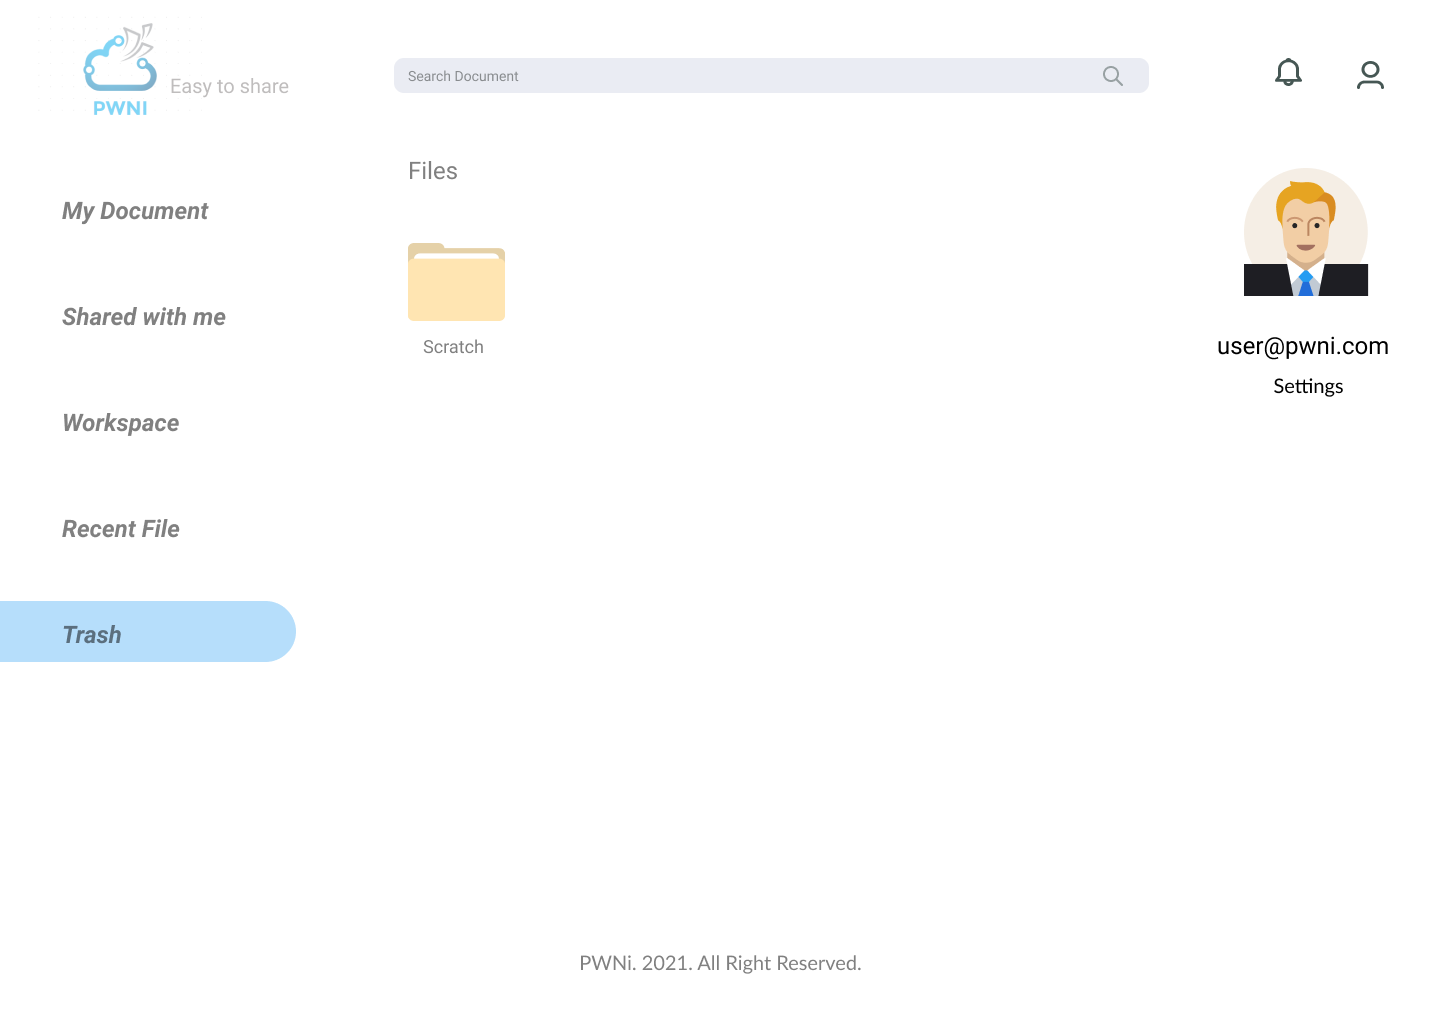 PWNI
Easy to share
Search Document
Files
My Document
Shared with me
Scratch
user@pwni.com
Settings
Workspace
Recent File
Trash
PWNi. 2021. All Right Reserved.